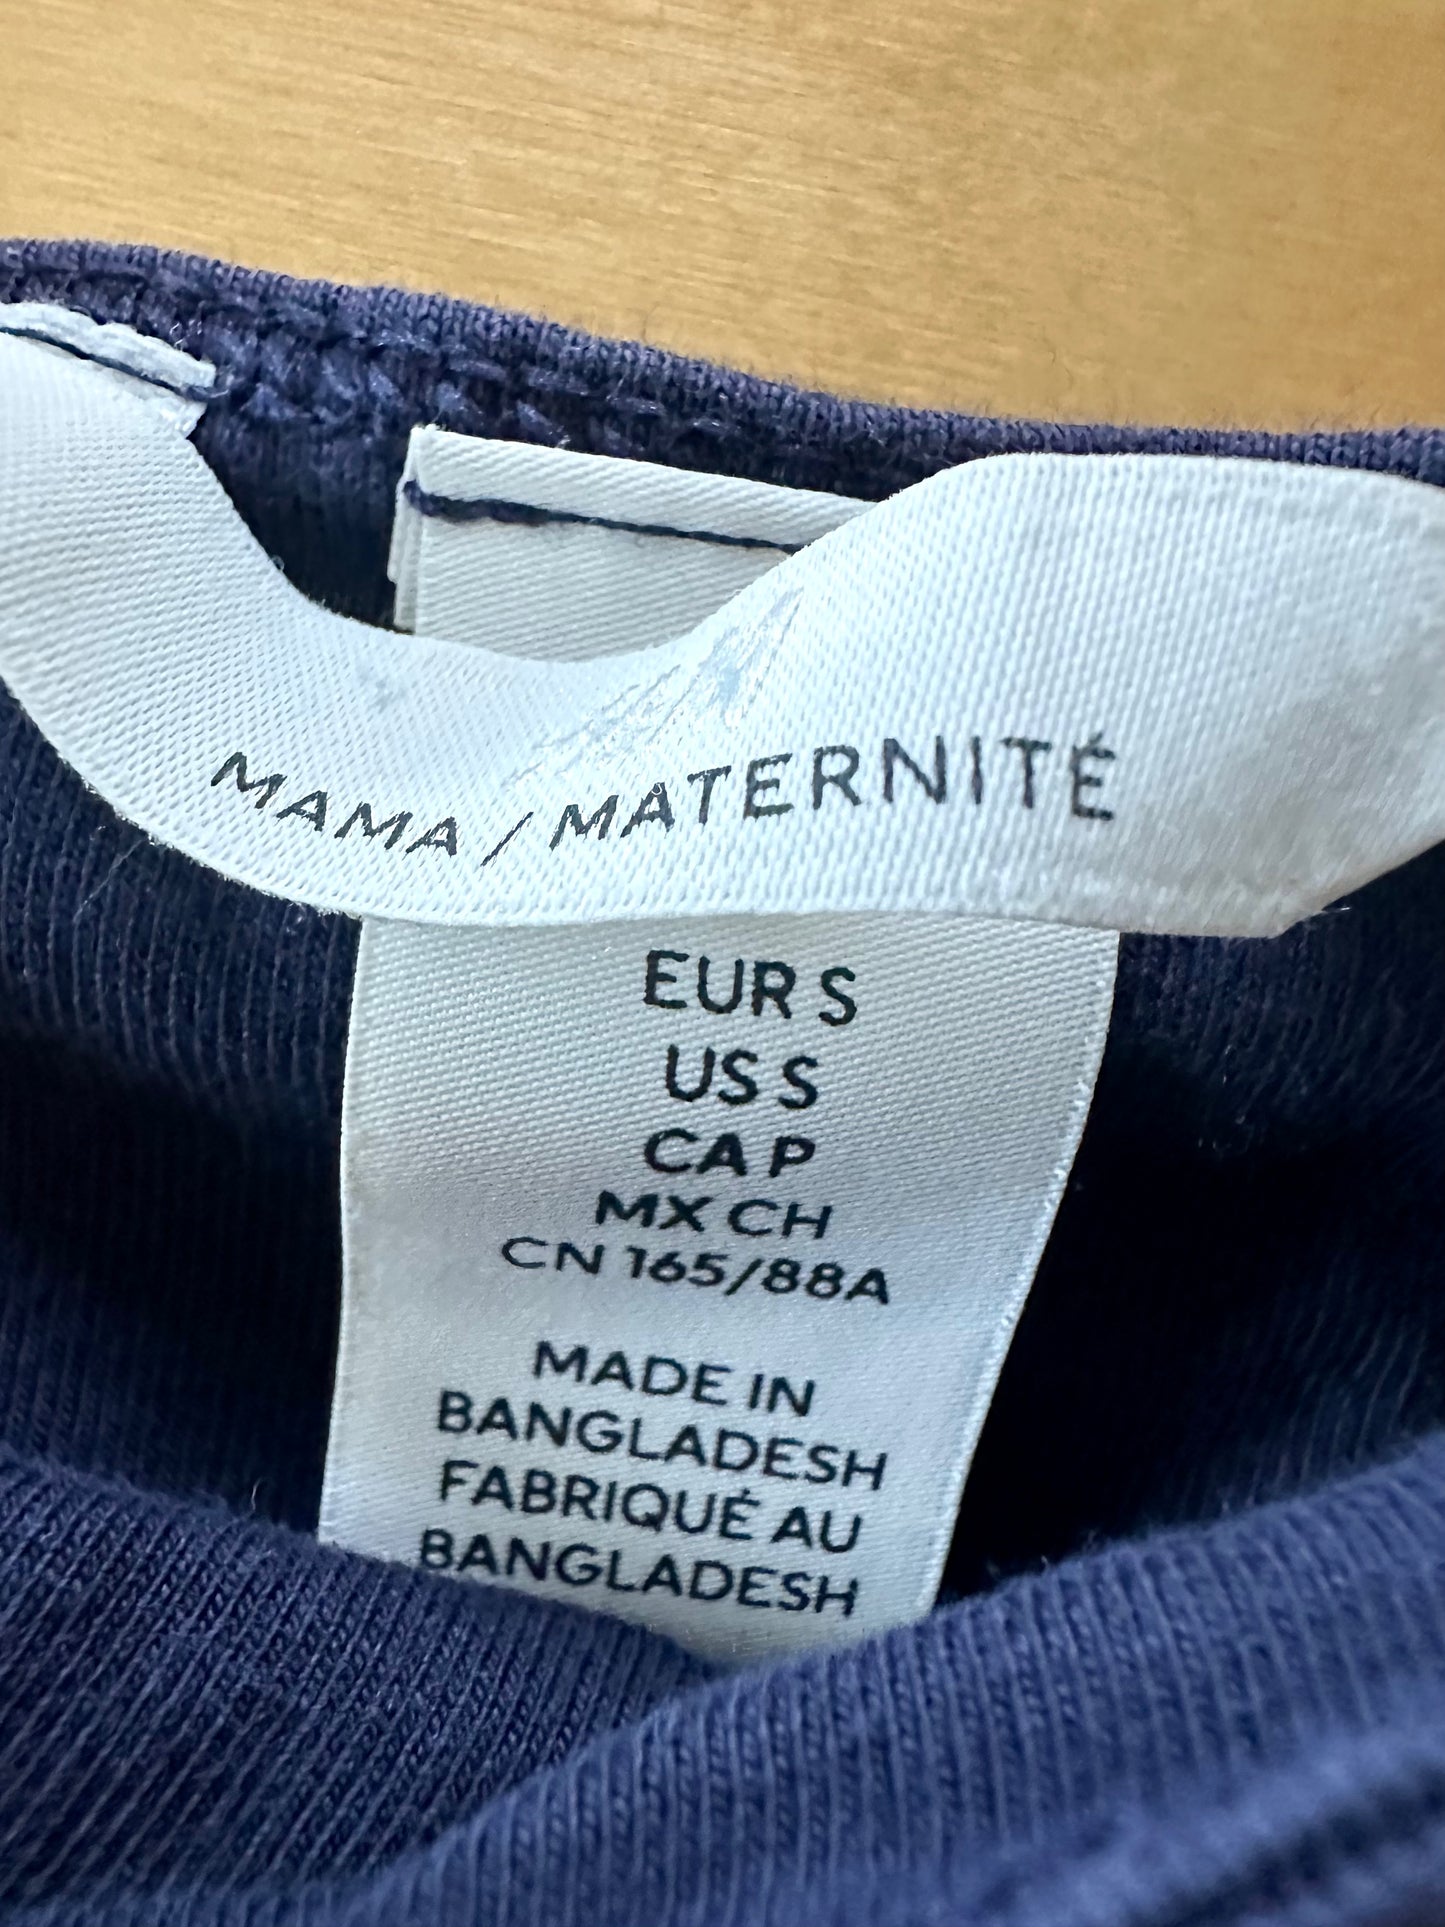 MAMA / MATERNITÉ
EUR S
US S
CA P
MX CH
CN 165/88A
MADE IN
BANGLADESH
FABRIQUÉ AU
BANGLADESH